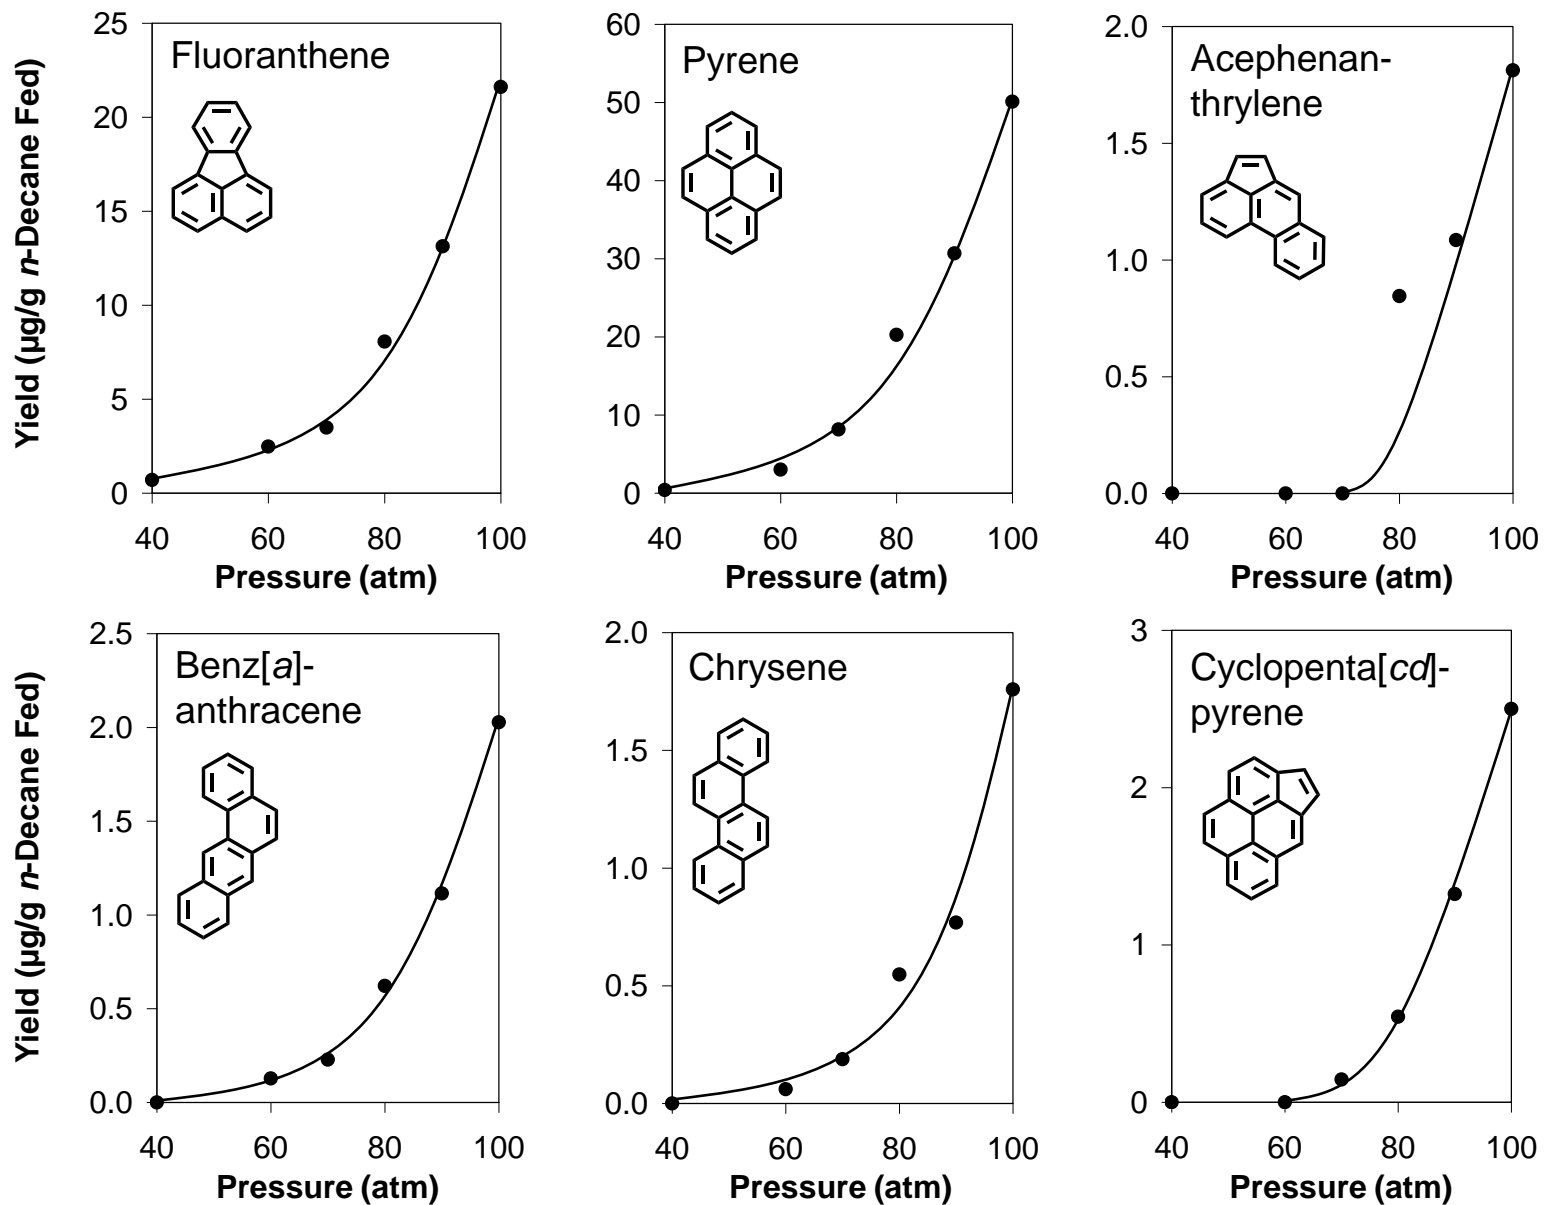 Yield (µg/g n-Decane Fed)
25
20
15
10
5
0
Fluoranthene
40 60 80 100
Pressure (atm)
60
50
40
30
20
10
0
Pyrene
40 60 80 100
Pressure (atm)
2.0
1.5
1.0
0.5
0.0
Acephenan-
thrylene
40 60 80 100
Pressure (atm)
Yield (µg/g n-Decane Fed)
2.5
2.0
1.5
1.0
0.5
0.0
Benz[a]-
anthracene
40 60 80 100
Pressure (atm)
2.0
1.5
1.0
0.5
0.0
Chrysene
40 60 80 100
Pressure (atm)
3
2
1
0
Cyclopenta[cd]-
pyrene
40 60 80 100
Pressure (atm)